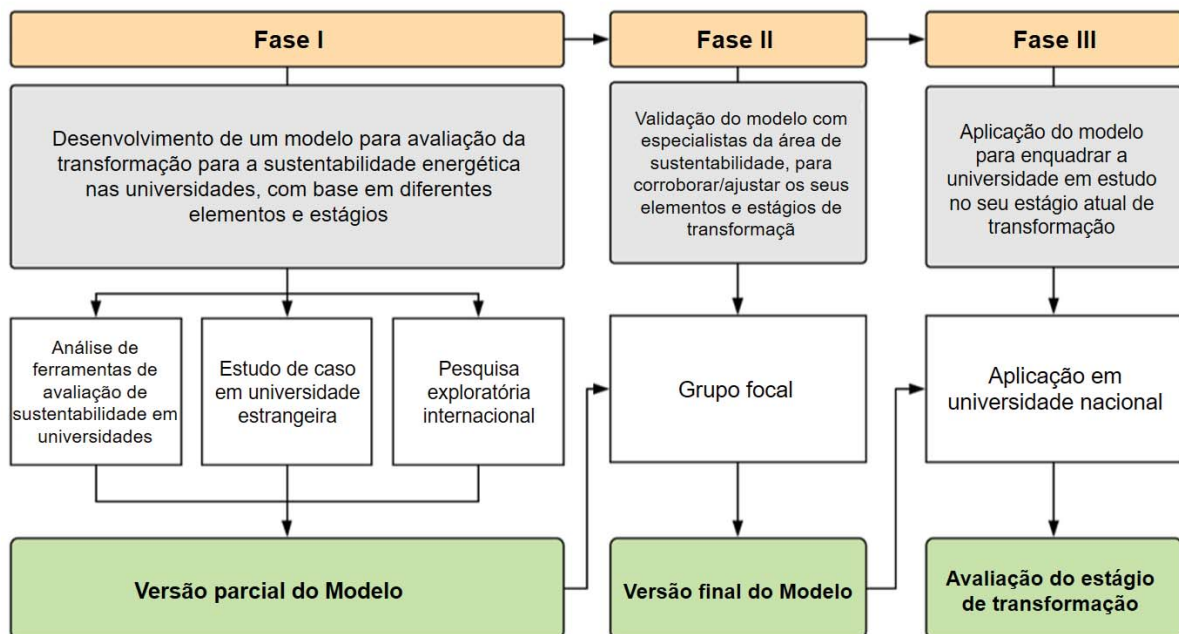 Fase I
Fase II
Fase III
Desenvolvimento de um modelo para avaliação da
transformação para a sustentabilidade energética
nas universidades, com base em diferentes
elementos e estágios
Validação do modelo com
especialistas da área de
sustentabilidade, para
corroborar/ajustar os seus
elementos e estágios de
transformaçã
Aplicação do modelo
para enquadrar a
universidade em estudo
no seu estágio atual de
transformação
Análise de
ferramentas de
avaliação de
sustentabilidade em
universidades
Estudo de caso
em universidade
estrangeira
Pesquisa
exploratória
internacional
Grupo focal
Aplicação em
universidade nacional
Versão parcial do Modelo
Versão final do Modelo
Avaliação do estágio
de transformação